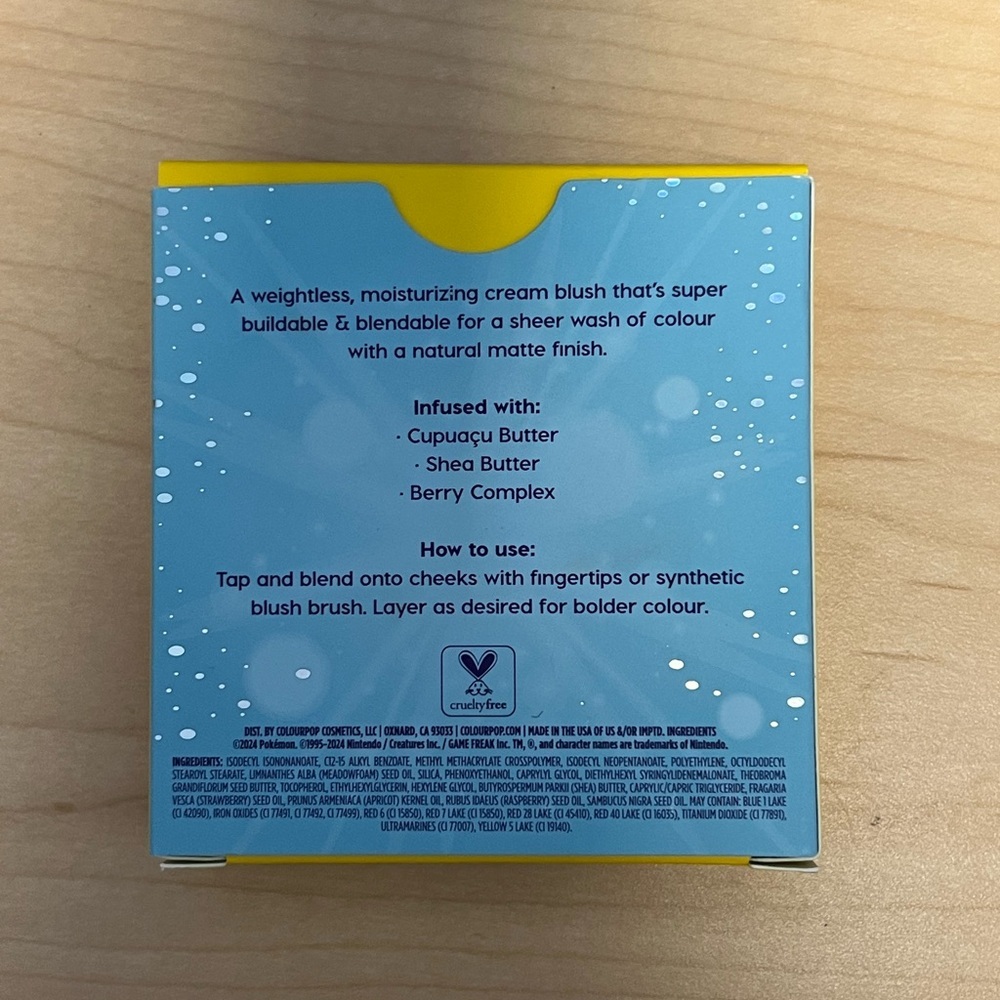 A weightless, moisturizing cream blush that's super
buildable & blendable for a sheer wash of colour
with a natural matte finish.
Infused with:
· Cupuaçu Butter
· Shea Butter
· Berry Complex
How to use:
Tap and blend onto cheeks with fingertips or synthetic
blush brush. Layer as desired for bolder colour.
crueltyfree
DIST. BY COLOURPOP COSMETICS, LLC | OXNARD, CA 93033 | COLOURPOP.COM | MADE IN THE USA OF US &/OR IMPTD. INGREDIENTS
©2024 Pokémon. ©1995-2024 Nintendo / Creatures Inc. / GAME FREAK Inc. TM, ®, and character names are trademarks of Nintendo.
INGREDIENTS: ISODECYL ISONONANOATE, C12-15 ALKYL BENZOATE, METHYL METHACRYLATE CROSSPOLYMER, ISODECYL NEOPENTANOATE, POLYETHYLENE, OCTYLDODECYL
STEAROYL STEARATE, LIMNANTHES ALBA (MEADOWFOAM) SEED OIL, SILICA, PHENOXYETHANOL, CAPRYLYL GLYCOL, DIETHYLHEXYL SYRINGYLIDENEMALONATE, THEOBROMA
GRANDIFLORUM SEED BUTTER, TOCOPHEROL, ETHYLHEXYLGLYCERIN, HEXYLENE GLYCOL, BUTYROSPERMUM PARKII (SHEA) BUTTER, CAPRYLIC/CAPRIC TRIGLYCERIDE, FRAGARIA
VESCA (STRAWBERRY) SEED OIL, PRUNUS ARMENIACA (APRICOT) KERNEL OIL, RUBUS IDAEUS (RASPBERRY) SEED OIL, SAMBUCUS NIGRA SEED OIL. MAY CONTAIN: BLUE 1 LAKE
(CI 42090), IRON OXIDES (CI 77491, CI 77492, CI 77499), RED 6 (CI 15850), RED 7 LAKE (CI 15850), RED 28 LAKE (CI 45410), RED 40 LAKE (CI 16035), TITANIUM DIOXIDE (CI 77891),
ULTRAMARINES (CI 77007), YELLOW 5 LAKE (CI 19140).